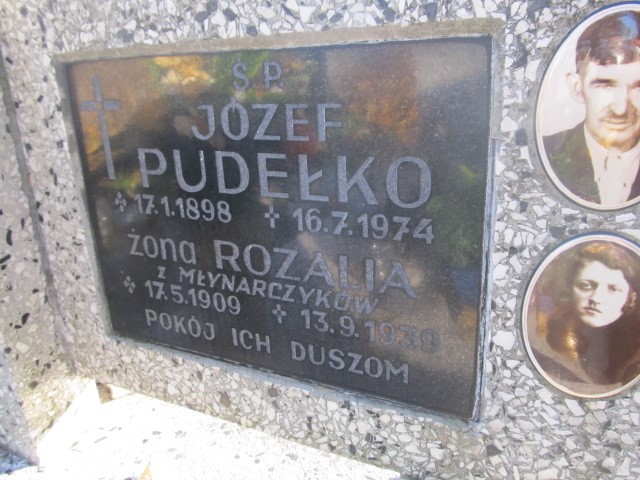 Ś.P.
JÓZEF
PUDEŁKO
17.1.1898 16.7.1974
żona ROZALIA
z MŁYNARCZYKÓW
17.5.1909 13.9.1939
POKÓJ ICH DUSZOM